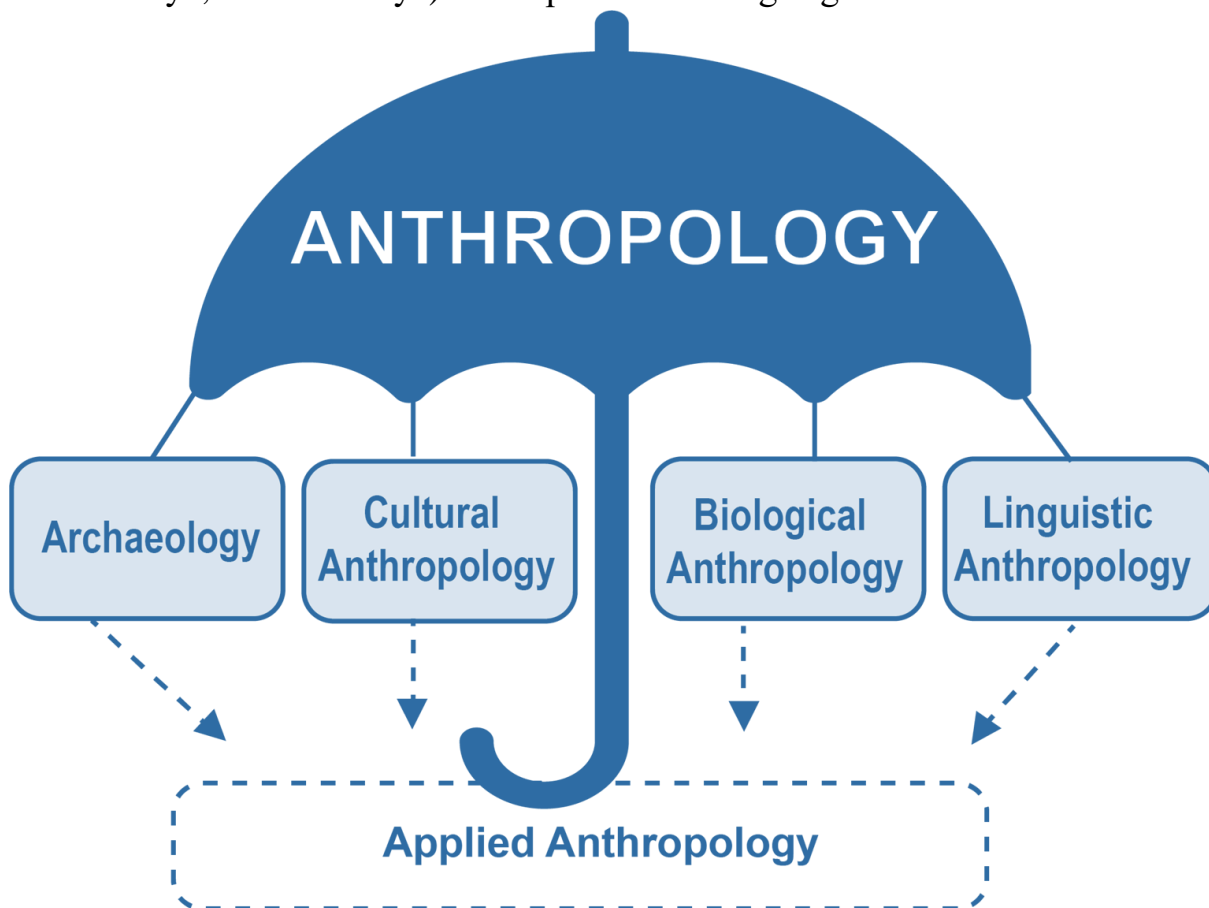 ANTHROPOLOGY
Archaeology
Cultural
Anthropology
Biological
Anthropology
Linguistic
Anthropology
Applied Anthropology